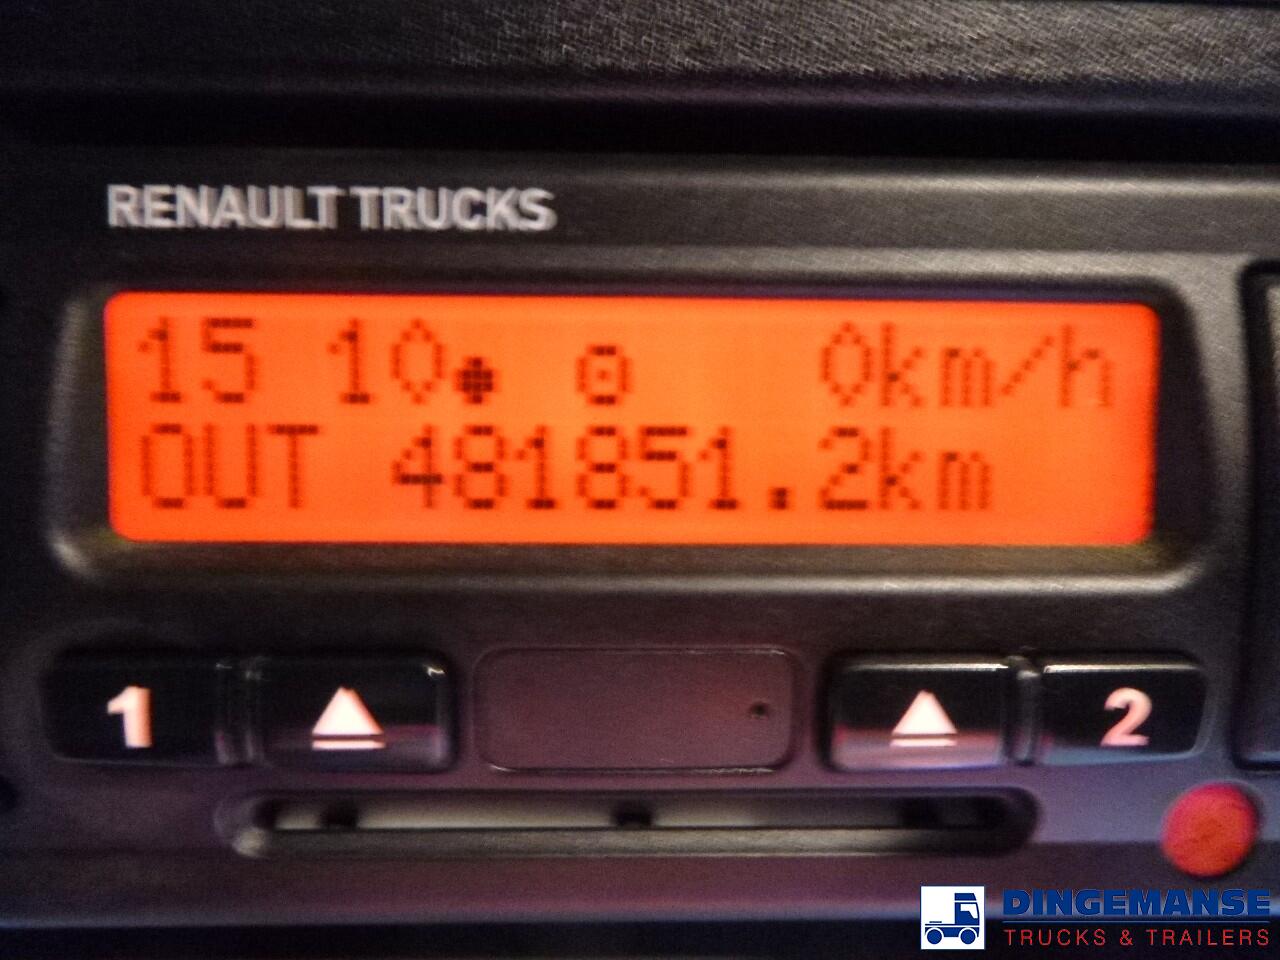 RENAULT TRUCKS
15 10 0km/h
OUT 481851.2km
1
2
DINGEMANSE
TRUCKS & TRAILERS